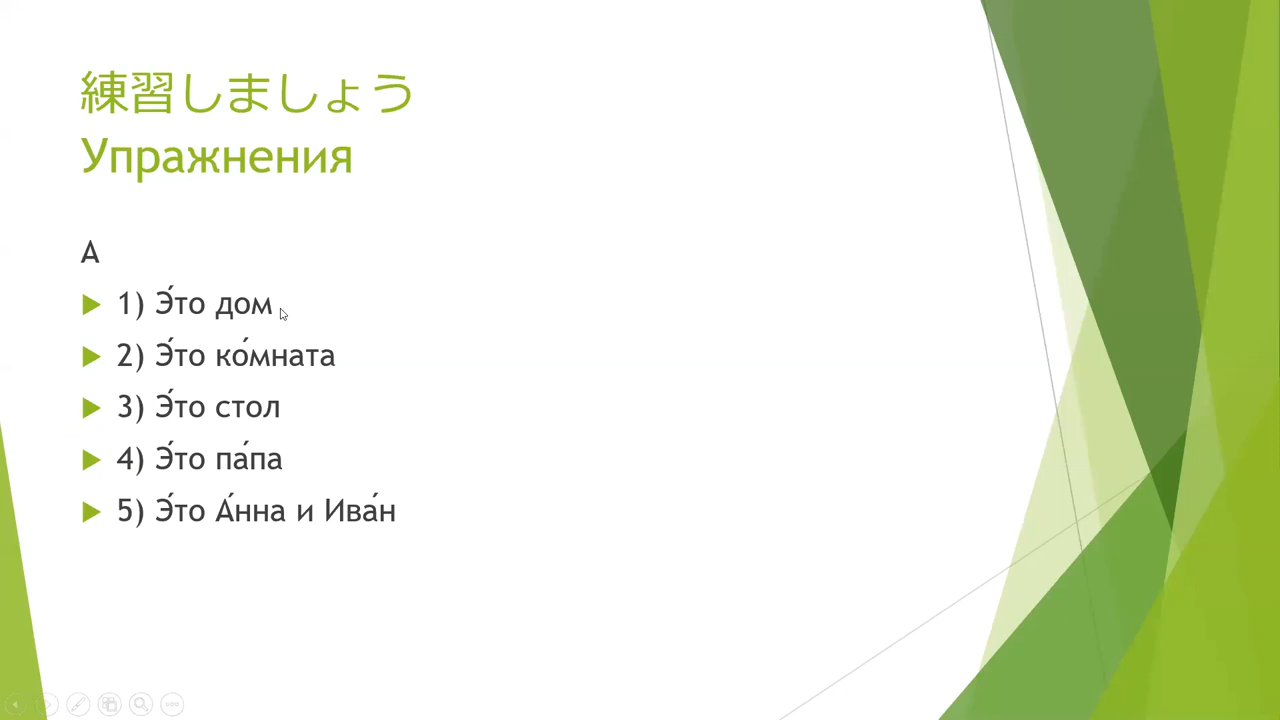 練習しましょう
Упражнения
А
1) Э́то дом
2) Э́то ко́мната
3) Э́то стол
4) Э́то па́па
5) Э́то А́нна и Ива́н